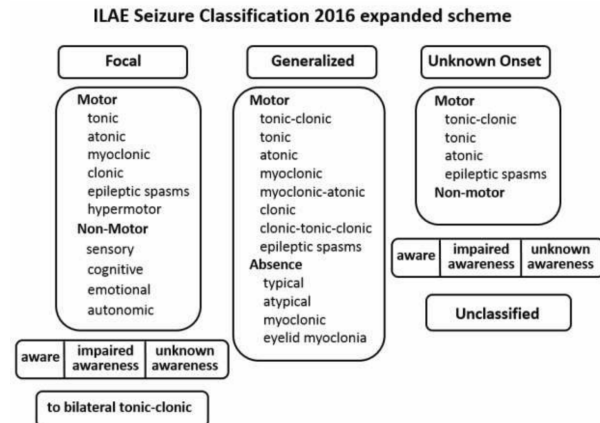 ILAE Seizure Classification 2016 expanded scheme
Focal
Motor
tonic
atonic
myoclonic
clonic
epileptic spasms
hypermotor
Non-Motor
sensory
cognitive
emotional
autonomic
aware
impaired
awareness
unknown
awareness
to bilateral tonic-clonic
Generalized
Motor
tonic-clonic
tonic
atonic
myoclonic
myoclonic-atonic
clonic
clonic-tonic-clonic
epileptic spasms
Absence
typical
atypical
myoclonic
eyelid myoclonia
Unknown Onset
Motor
tonic-clonic
tonic
atonic
epileptic spasms
Non-motor
aware
impaired
awareness
unknown
awareness
Unclassified